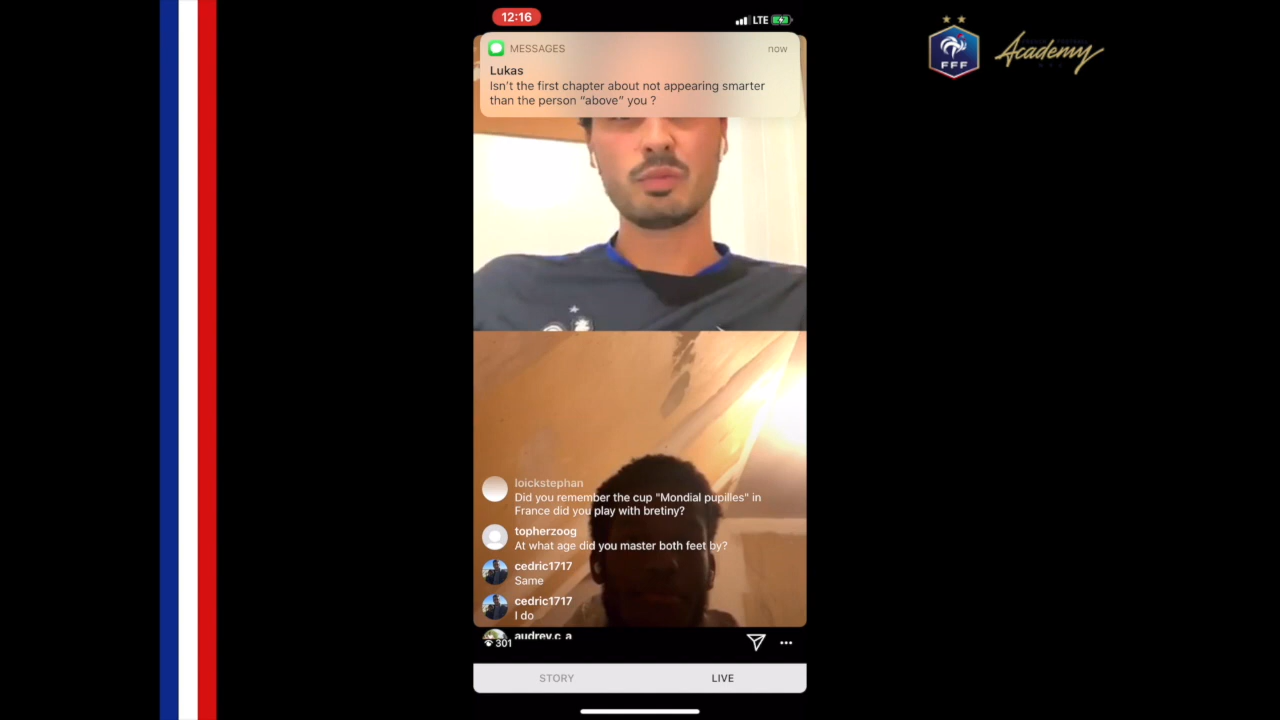 12:16
LTE
MESSAGES
now
Lukas
Isn't the first chapter about not appearing smarter
than the person "above" you ?
FFF
Academy
loickstephan
Did you remember the cup "Mondial pupilles" in
France did you play with bretiny?
topherzoog
At what age did you master both feet by?
cedric1717
Same
cedric1717
I do
audrey.c_a
301
STORY
LIVE